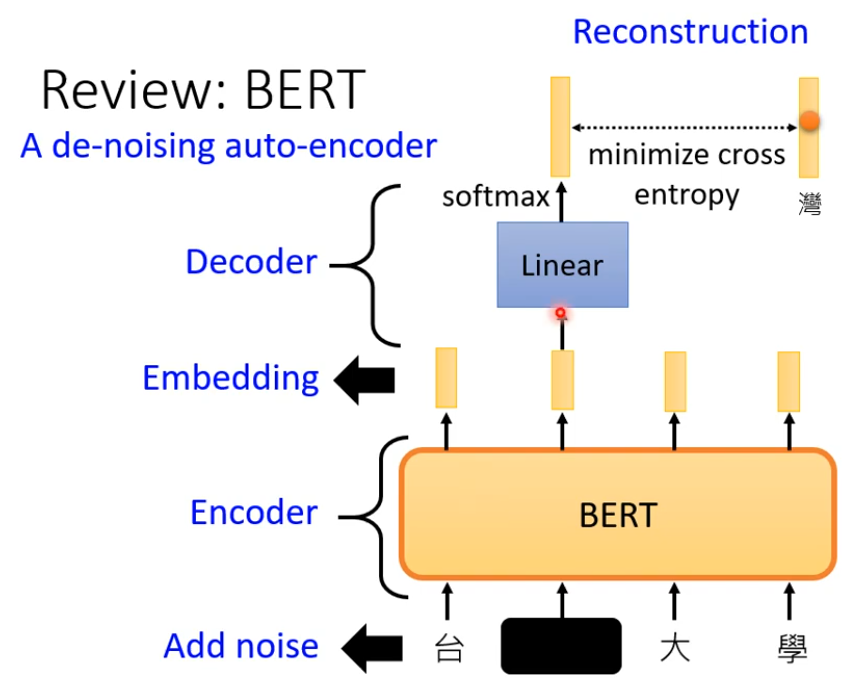 Reconstruction
Review: BERT
A de-noising auto-encoder
minimize cross
entropy
softmax
灣
Decoder
Linear
Embedding
Encoder
BERT
Add noise
台 大 學